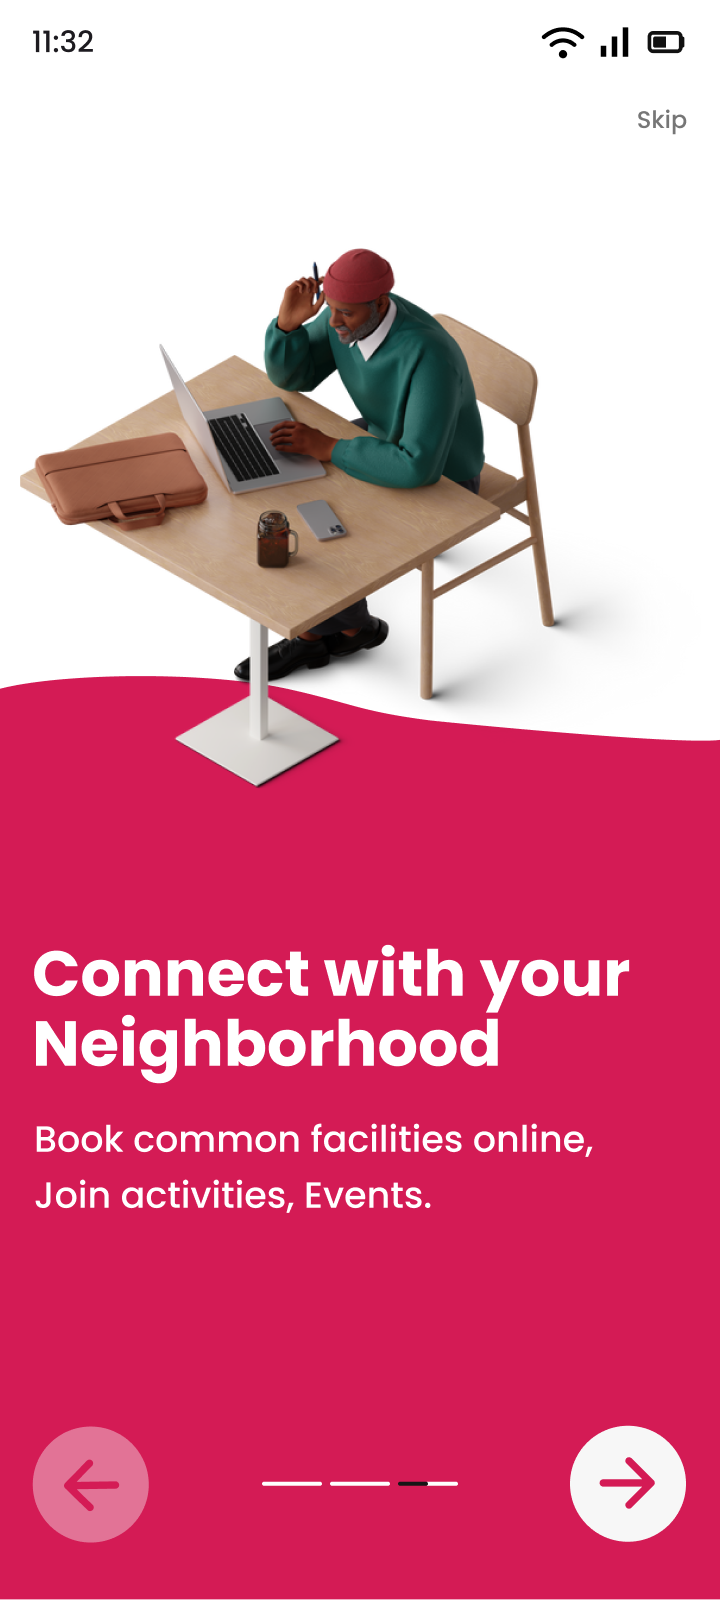 11:32
Skip
Connect with your
Neighborhood
Book common facilities online,
Join activities, Events.